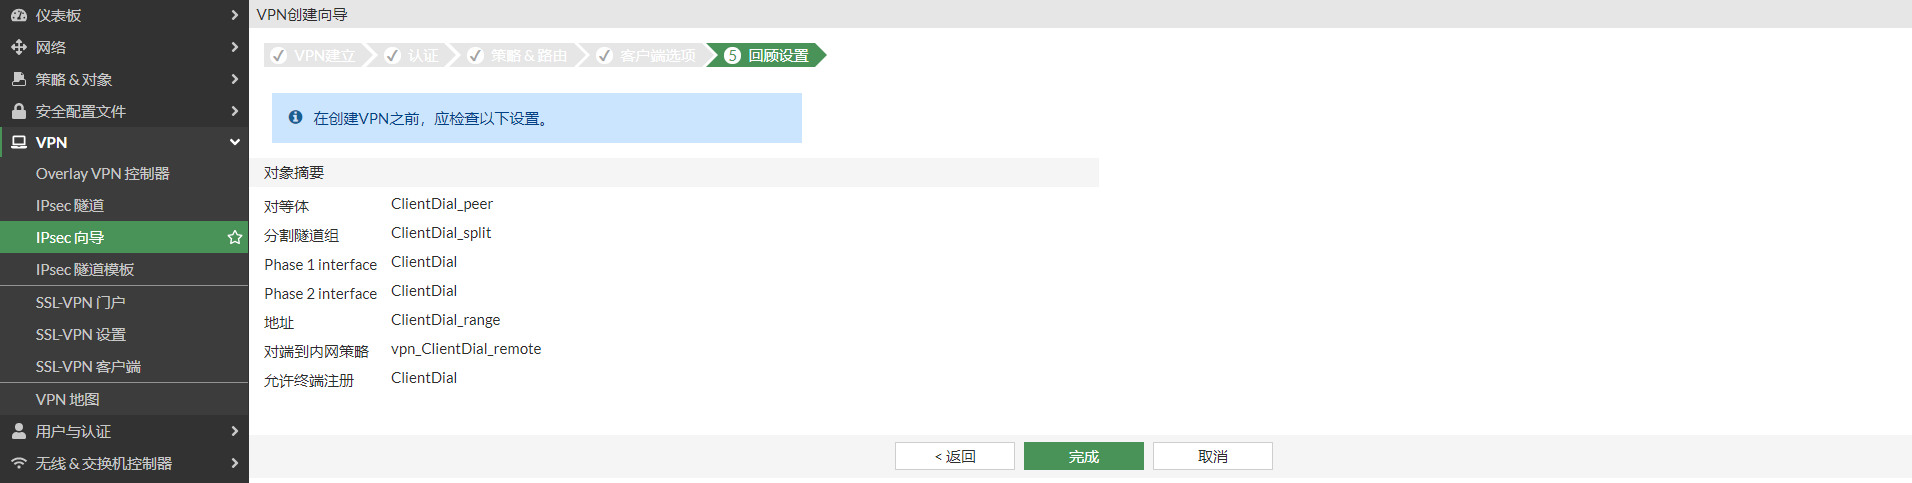 仪表板
网络
策略 & 对象
安全配置文件
VPN
Overlay VPN 控制器
IPsec 隧道
IPsec 向导
IPsec 隧道模板
SSL-VPN 门户
SSL-VPN 设置
SSL-VPN 客户端
VPN 地图
用户与认证
无线 & 交换机控制器
VPN创建向导
VPN建立 认证 策略 & 路由 客户端选项 5 回顾设置
在创建VPN之前，应检查以下设置。
对象摘要
对等体 ClientDial_peer
分割隧道组 ClientDial_split
Phase 1 interface ClientDial
Phase 2 interface ClientDial
地址 ClientDial_range
对端到内网策略 vpn_ClientDial_remote
允许终端注册 ClientDial
< 返回 完成 取消